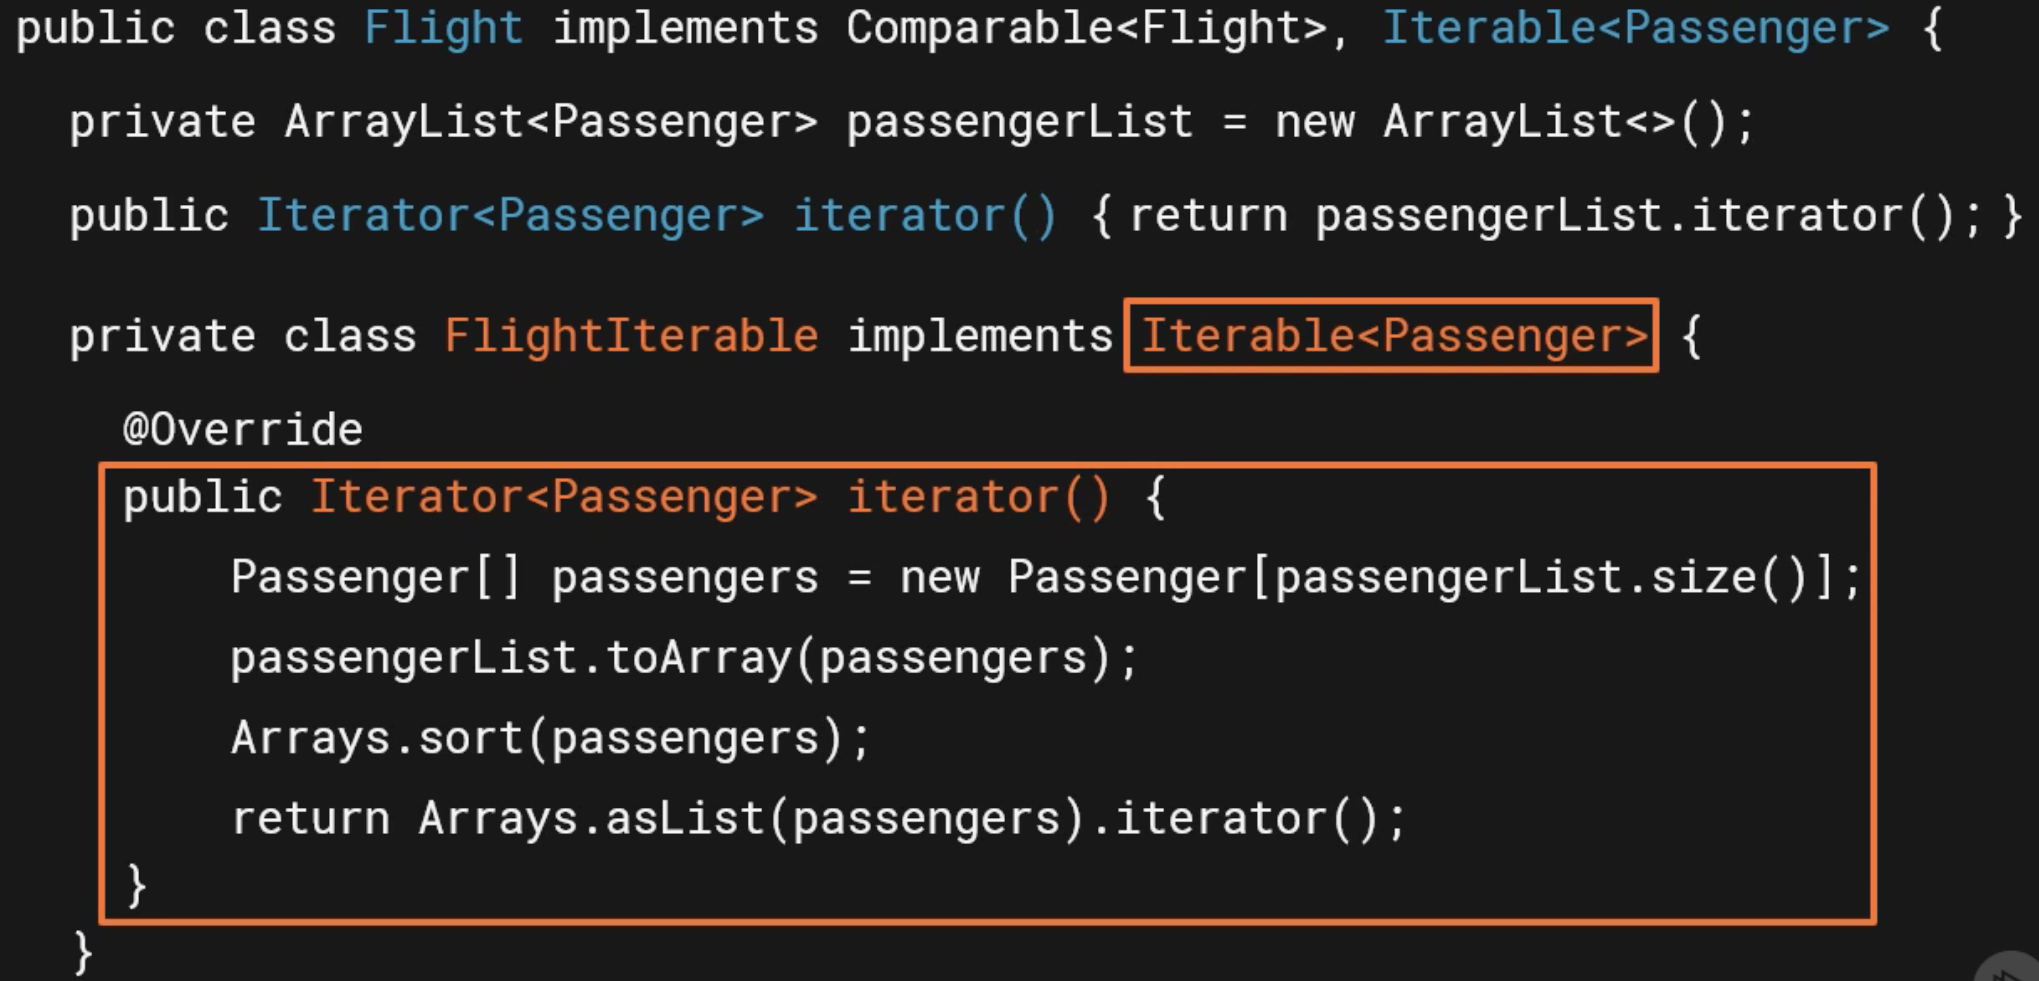 public class Flight implements Comparable<Flight>, Iterable<Passenger> {
private ArrayList<Passenger> passengerList = new ArrayList<>();
public Iterator<Passenger> iterator() { return passengerList.iterator(); }
private class FlightIterable implements Iterable<Passenger> {
@Override
public Iterator<Passenger> iterator() {
Passenger[] passengers = new Passenger[passengerList.size()];
passengerList.toArray(passengers);
Arrays.sort(passengers);
return Arrays.asList(passengers).iterator();
}
}